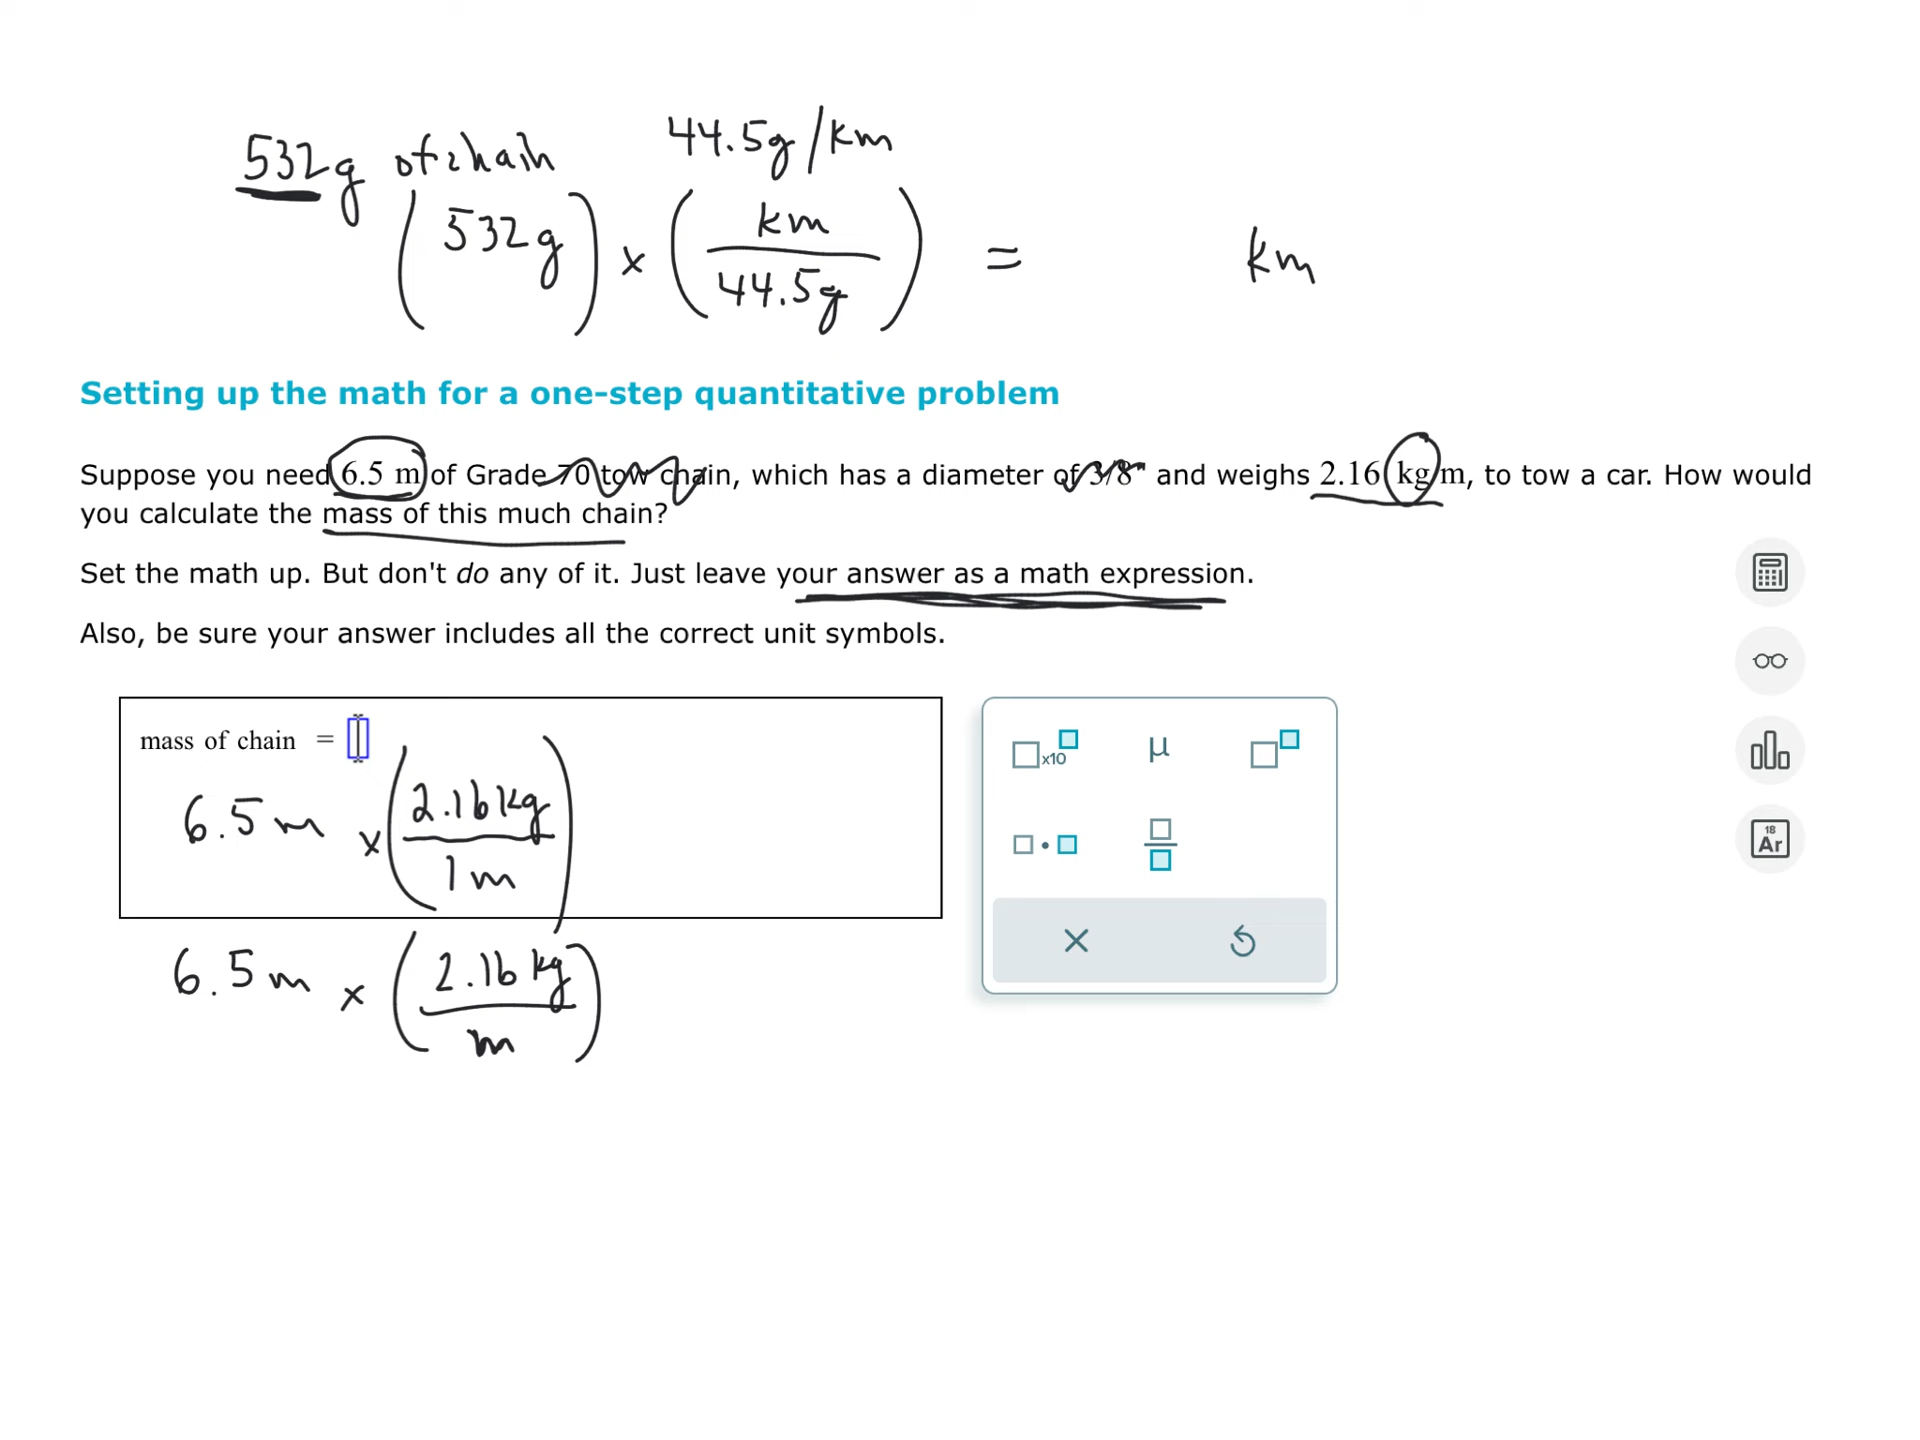 532g of chain 44.5g/km
(532g) x (km / 44.5g) = km
Setting up the math for a one-step quantitative problem
Suppose you need 6.5 m of Grade 70 tow chain, which has a diameter of 3/8" and weighs 2.16 kg/m, to tow a car. How would
you calculate the mass of this much chain?
Set the math up. But don't do any of it. Just leave your answer as a math expression.
Also, be sure your answer includes all the correct unit symbols.
mass of chain =
6.5 m x (2.16 kg / 1 m)
6.5 m x (2.16 kg / m)
x10 μ
18
Ar